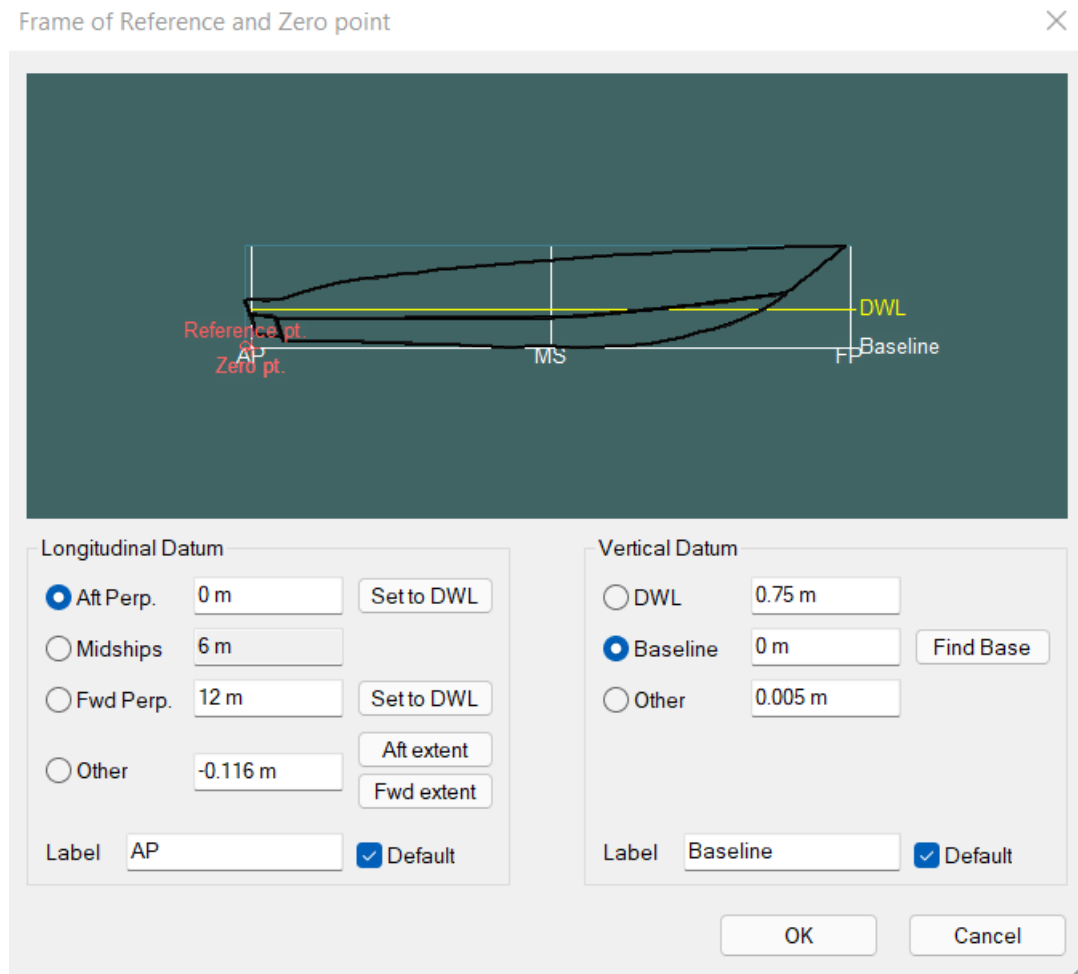 Frame of Reference and Zero point
DWL
Reference pt.
Baseline
AP
MS
FP
Zero pt.
Longitudinal Datum
Aft Perp.
0 m
Set to DWL
Midships
6 m
Fwd Perp.
12 m
Set to DWL
Aft extent
Other
-0.116 m
Fwd extent
Label
AP
Default
Vertical Datum
DWL
0.75 m
Baseline
0 m
Find Base
Other
0.005 m
Label
Baseline
Default
OK
Cancel